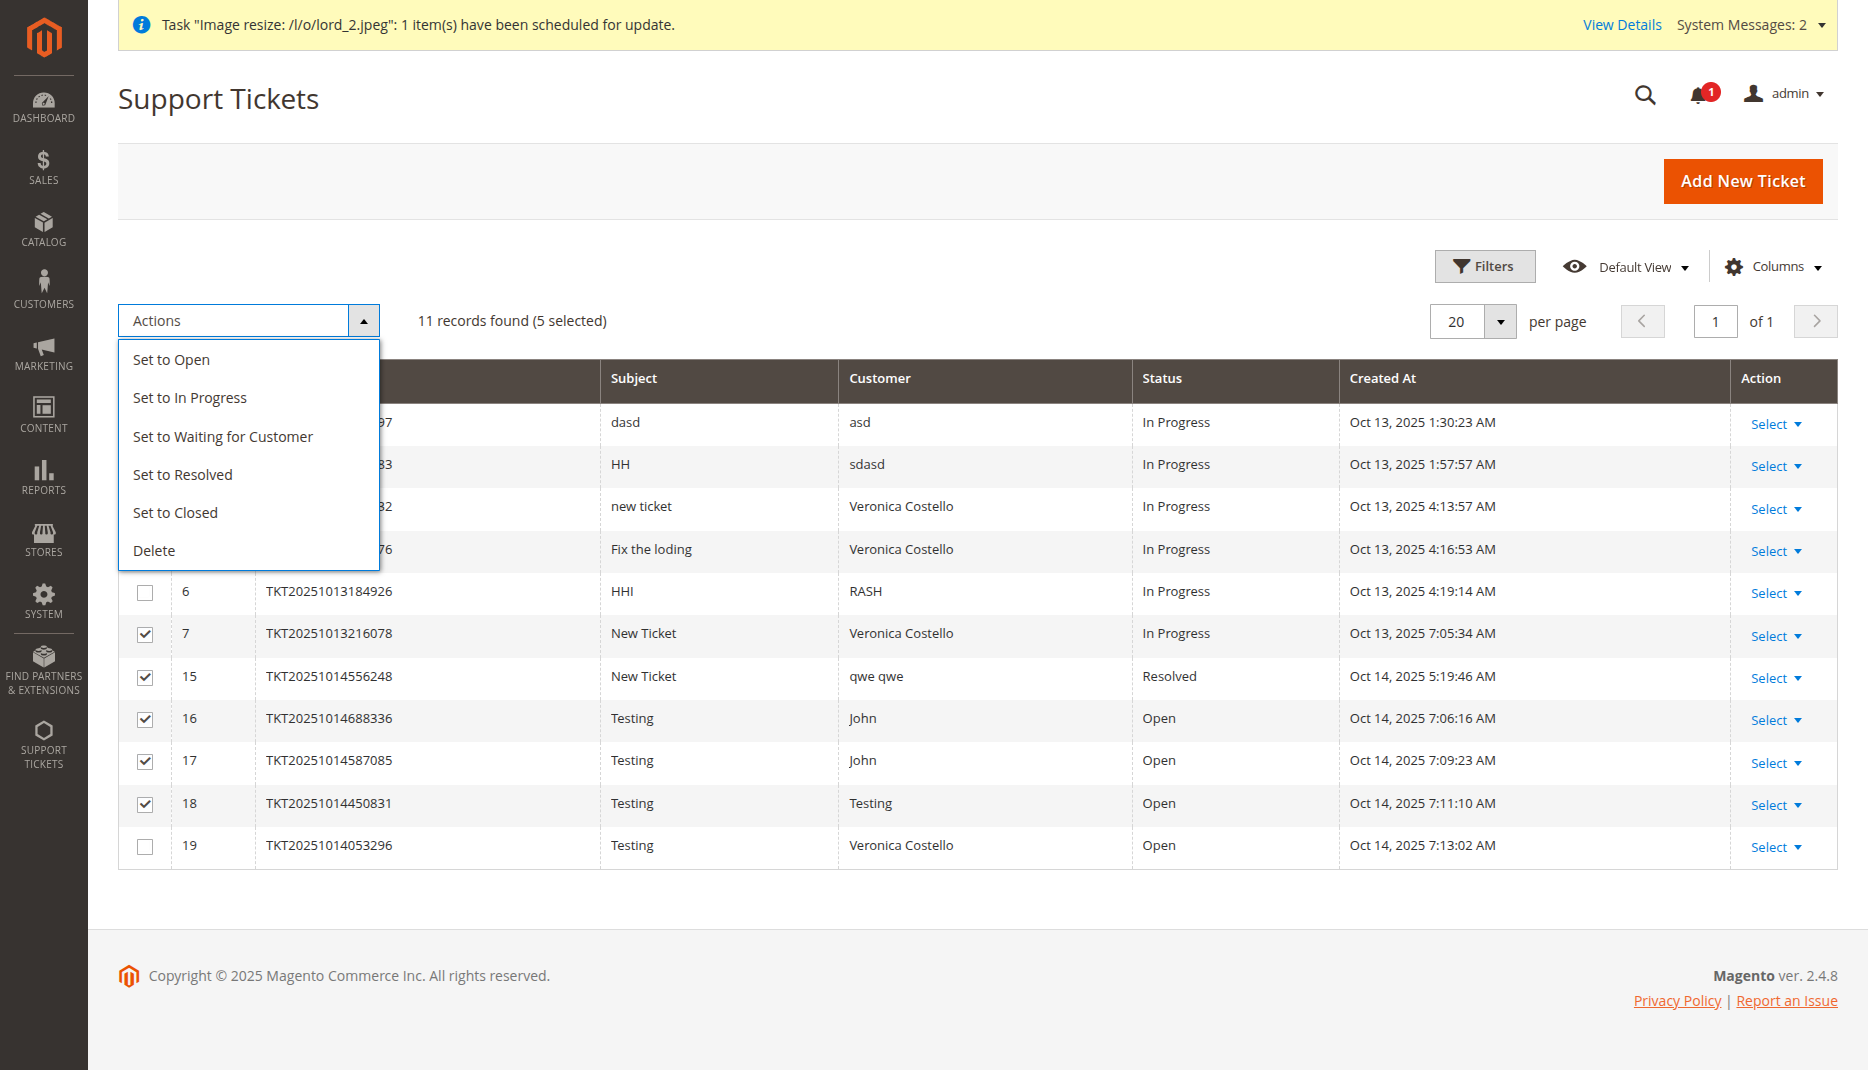 Task "Image resize: /l/o/lord_2.jpeg": 1 item(s) have been scheduled for update.
View Details System Messages: 2
Support Tickets
1 admin
DASHBOARD
SALES
CATALOG
CUSTOMERS
MARKETING
CONTENT
REPORTS
STORES
SYSTEM
FIND PARTNERS
& EXTENSIONS
SUPPORT
TICKETS
Add New Ticket
Filters Default View Columns
Actions 11 records found (5 selected) 20 per page 1 of 1
Set to Open
Set to In Progress
Set to Waiting for Customer
Set to Resolved
Set to Closed
Delete
Subject Customer Status Created At Action
97 dasd asd In Progress Oct 13, 2025 1:30:23 AM Select
83 HH sdasd In Progress Oct 13, 2025 1:57:57 AM Select
32 new ticket Veronica Costello In Progress Oct 13, 2025 4:13:57 AM Select
76 Fix the loding Veronica Costello In Progress Oct 13, 2025 4:16:53 AM Select
6 TKT20251013184926 HHI RASH In Progress Oct 13, 2025 4:19:14 AM Select
7 TKT20251013216078 New Ticket Veronica Costello In Progress Oct 13, 2025 7:05:34 AM Select
15 TKT20251014556248 New Ticket qwe qwe Resolved Oct 14, 2025 5:19:46 AM Select
16 TKT20251014688336 Testing John Open Oct 14, 2025 7:06:16 AM Select
17 TKT20251014587085 Testing John Open Oct 14, 2025 7:09:23 AM Select
18 TKT20251014450831 Testing Testing Open Oct 14, 2025 7:11:10 AM Select
19 TKT20251014053296 Testing Veronica Costello Open Oct 14, 2025 7:13:02 AM Select
Copyright © 2025 Magento Commerce Inc. All rights reserved.
Magento ver. 2.4.8
Privacy Policy | Report an Issue